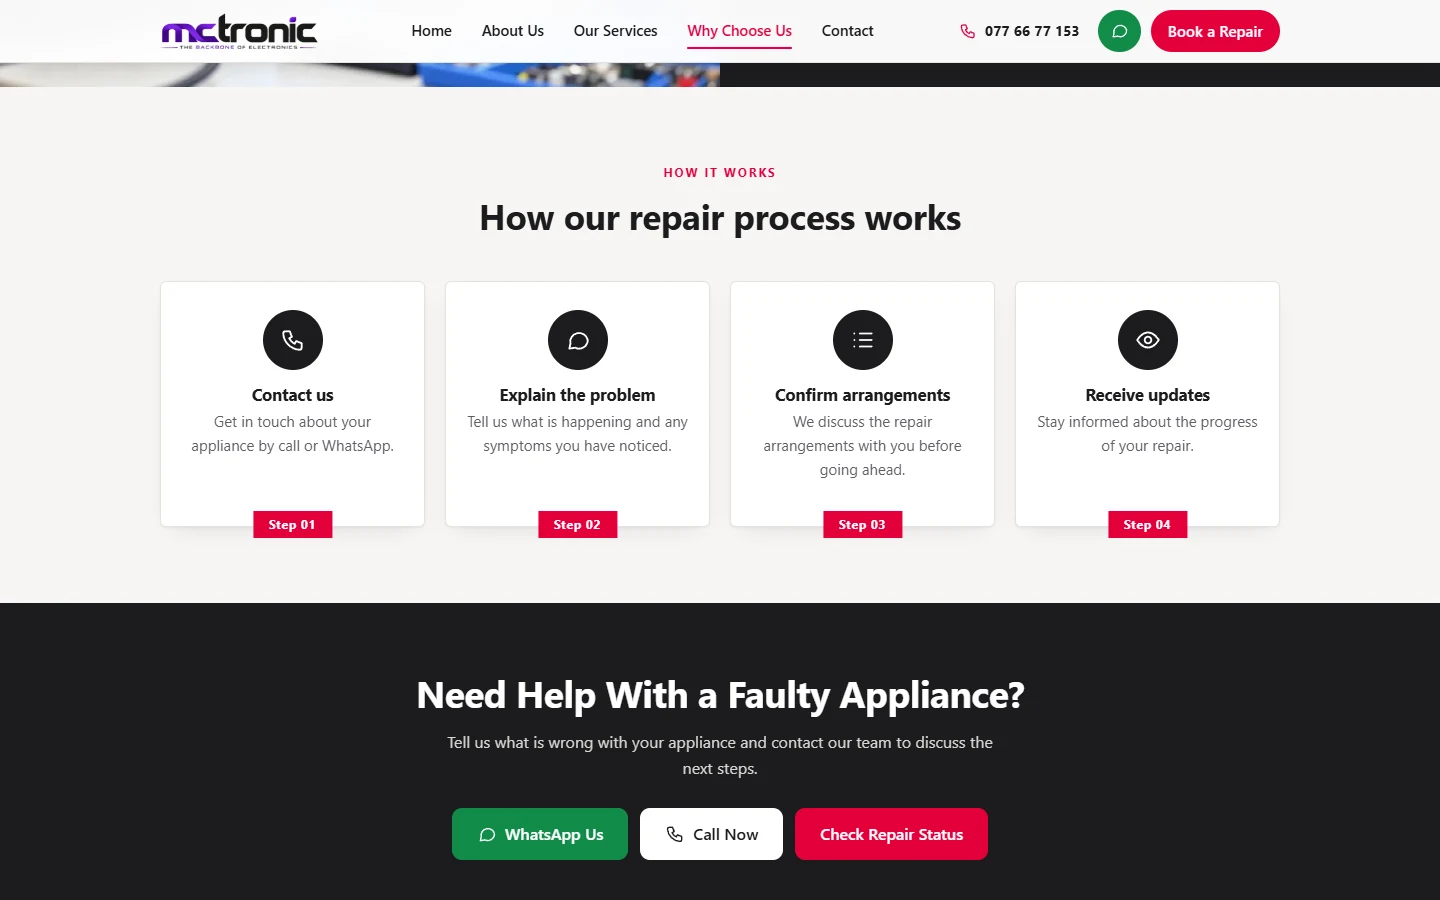 mctronic
THE BACKBONE OF ELECTRONICS
Home
About Us
Our Services
Why Choose Us
Contact
077 66 77 153
Book a Repair
HOW IT WORKS
How our repair process works
Contact us
Get in touch about your
appliance by call or WhatsApp.
Step 01
Explain the problem
Tell us what is happening and any
symptoms you have noticed.
Step 02
Confirm arrangements
We discuss the repair
arrangements with you before
going ahead.
Step 03
Receive updates
Stay informed about the progress
of your repair.
Step 04
Need Help With a Faulty Appliance?
Tell us what is wrong with your appliance and contact our team to discuss the
next steps.
WhatsApp Us
Call Now
Check Repair Status